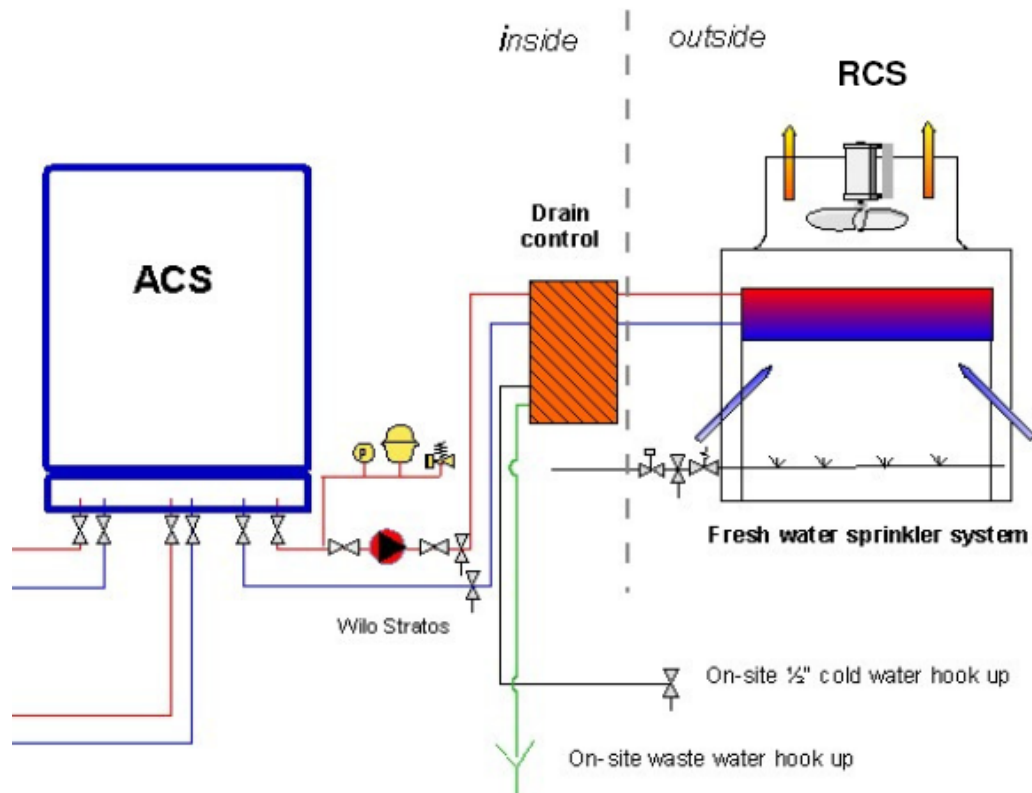 inside
outside
RCS
Drain
control
ACS
P
Fresh water sprinkler system
Wilo Stratos
On-site ½" cold water hook up
On-site waste water hook up